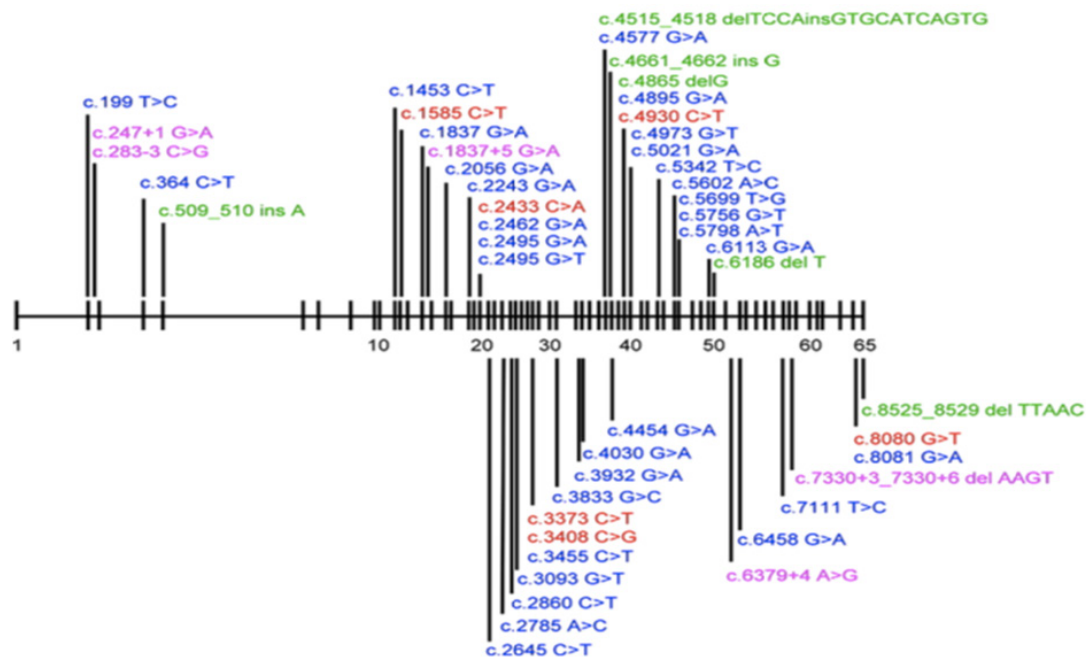 c.4515_4518 delTCCAinsGTGCATCAGTG
c.4577 G>A
c.4661_4662 ins G
c.4865 delG
c.4895 G>A
c.4930 C>T
c.4973 G>T
c.5021 G>A
c.5342 T>C
c.5602 A>C
c.5699 T>G
c.5756 G>T
c.5798 A>T
c.6113 G>A
c.6186 del T
c.1453 C>T
c.1585 C>T
c.1837 G>A
c.1837+5 G>A
c.2056 G>A
c.2243 G>A
c.2433 C>A
c.2462 G>A
c.2495 G>A
c.2495 G>T
c.199 T>C
c.247+1 G>A
c.283-3 C>G
c.364 C>T
c.509_510 ins A
1 10 20 30 40 50 60 65
c.4454 G>A
c.4030 G>A
c.3932 G>A
c.3833 G>C
c.3373 C>T
c.3408 C>G
c.3455 C>T
c.3093 G>T
c.2860 C>T
c.2785 A>C
c.2645 C>T
c.8525_8529 del TTAAC
c.8080 G>T
c.8081 G>A
c.7330+3_7330+6 del AAGT
c.7111 T>C
c.6458 G>A
c.6379+4 A>G